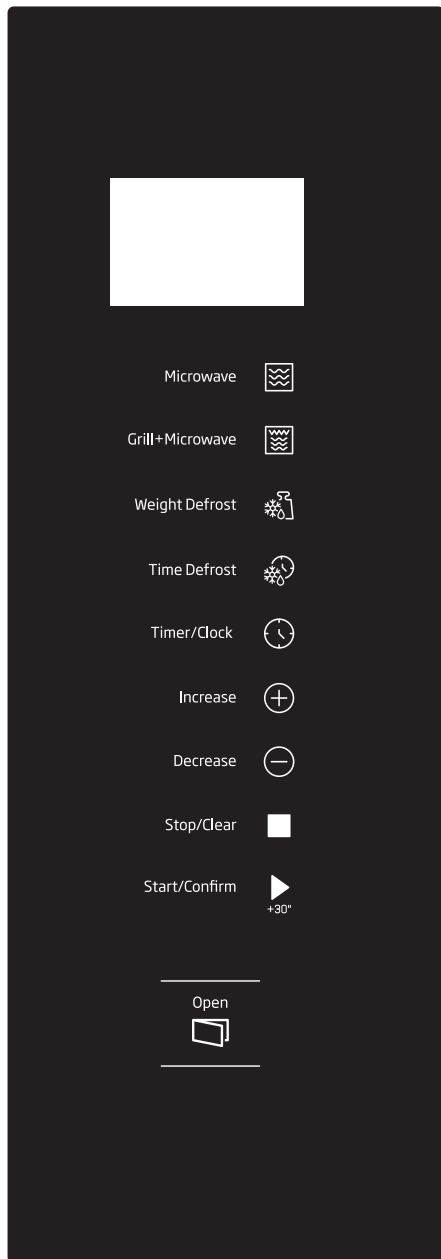 Microwave
Grill+Microwave
Weight Defrost
Time Defrost
Timer/Clock
Increase
Decrease
Stop/Clear
Start/Confirm
+30"
Open